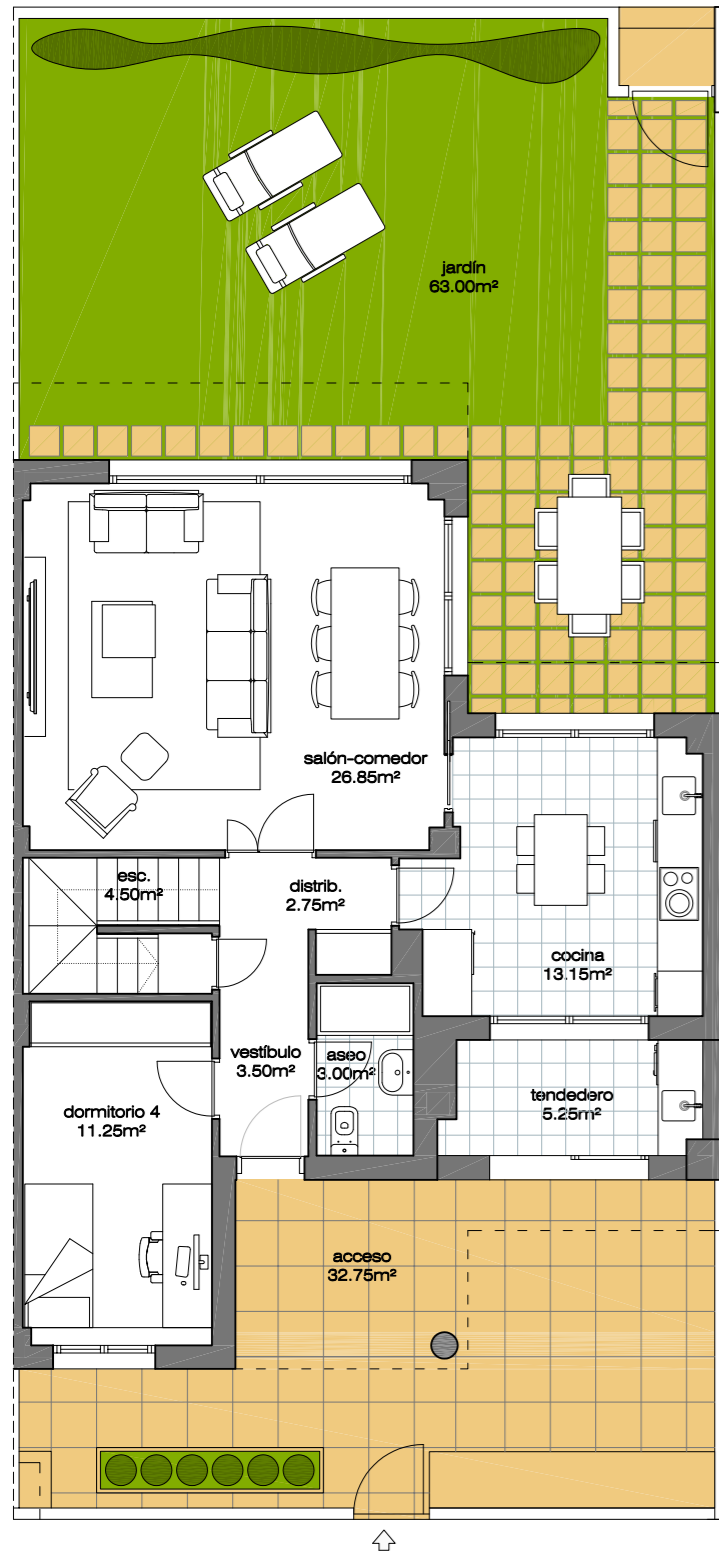 jardín
63.00m²
salón-comedor
26.85m²
esc.
4.50m²
distrib.
2.75m²
cocina
13.15m²
vestíbulo
3.50m²
aseo
3.00m²
dormitorio 4
11.25m²
tendedero
5.25m²
acceso
32.75m²